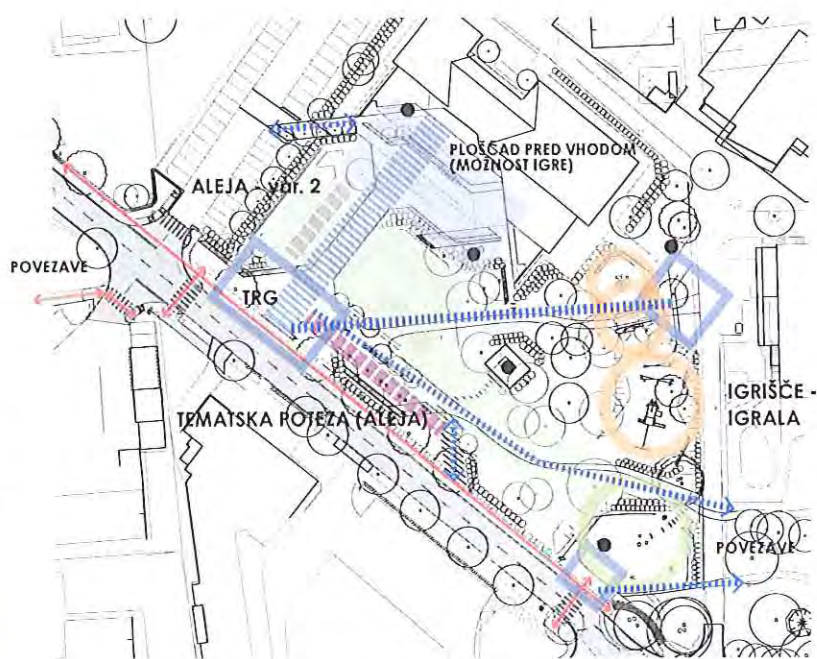 PLOŠČAD PRED VHODOM
(MOŽNOST IGRE)
ALEJA - var. 2
POVEZAVE
TRG
TEMATSKA POTEZA (ALEJA)
IGRIŠČE -
IGRALA
POVEZAVE